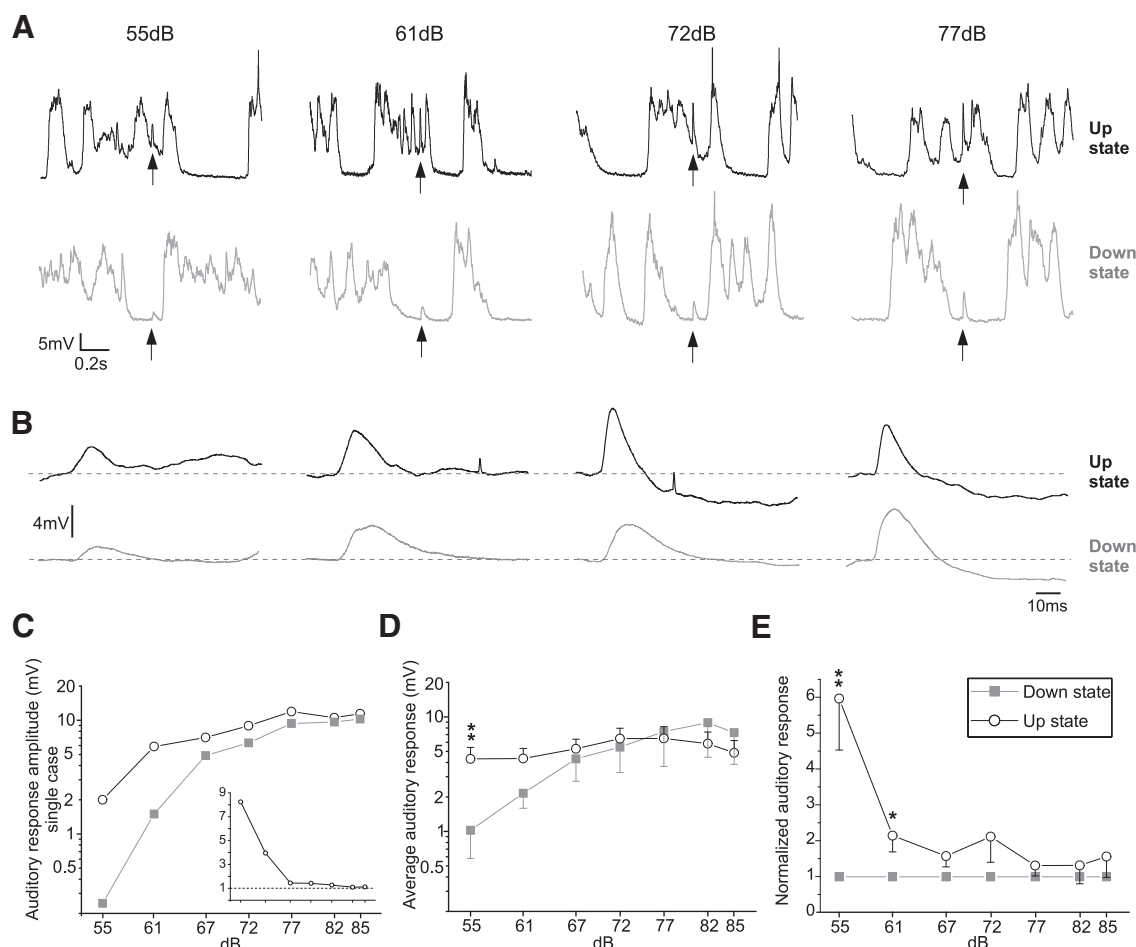 A
55dB
61dB
72dB
77dB
Up
state
Down
state
5mV
0.2s
B
Up
state
4mV
Down
state
10ms
C
Auditory response amplitude (mV)
single case
20
10
5
2
1
0.5
9
7
5
3
1
55
61
67
72
77
82
85
dB
D
Average auditory response (mV)
20
10
5
2
1
0.5
**
55
61
67
72
77
82
85
dB
E
Normalized auditory response
6
5
4
3
2
1
0
**
*
Down state
Up state
55
61
67
72
77
82
85
dB